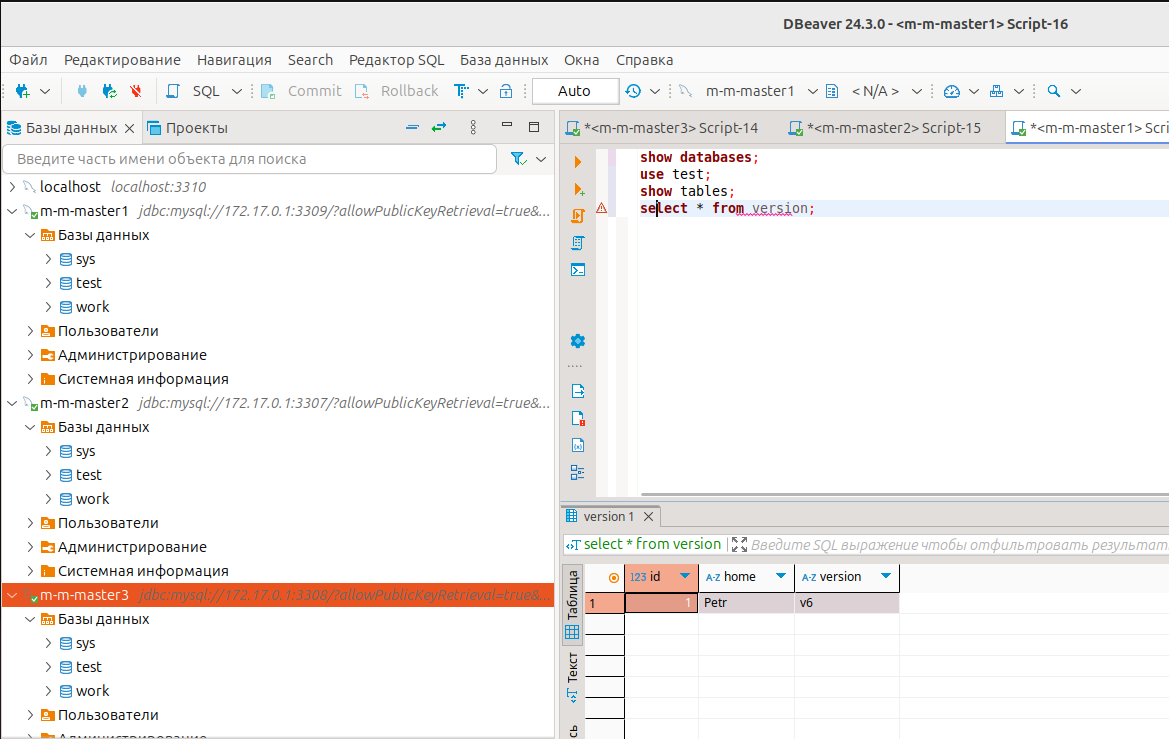 DBeaver 24.3.0 - <m-m-master1> Script-16
Файл Редактирование Навигация Search Редактор SQL База данных Окна Справка
SQL Commit Rollback Auto m-m-master1 < N/A >
Базы данных Проекты
*<m-m-master3> Script-14 *<m-m-master2> Script-15 *<m-m-master1> Scri
Введите часть имени объекта для поиска
localhost localhost:3310
m-m-master1 jdbc:mysql://172.17.0.1:3309/?allowPublicKeyRetrieval=true&...
Базы данных
sys
test
work
Пользователи
Администрирование
Системная информация
m-m-master2 jdbc:mysql://172.17.0.1:3307/?allowPublicKeyRetrieval=true&...
Базы данных
sys
test
work
Пользователи
Администрирование
Системная информация
m-m-master3 jdbc:mysql://172.17.0.1:3308/?allowPublicKeyRetrieval=true&...
Базы данных
sys
test
work
Пользователи
Администрирование
show databases;
use test;
show tables;
select * from version;
version 1
select * from version Введите SQL выражение чтобы отфильтровать результат
Таблица
Текст
123 id A-Z home A-Z version
1 1 Petr v6